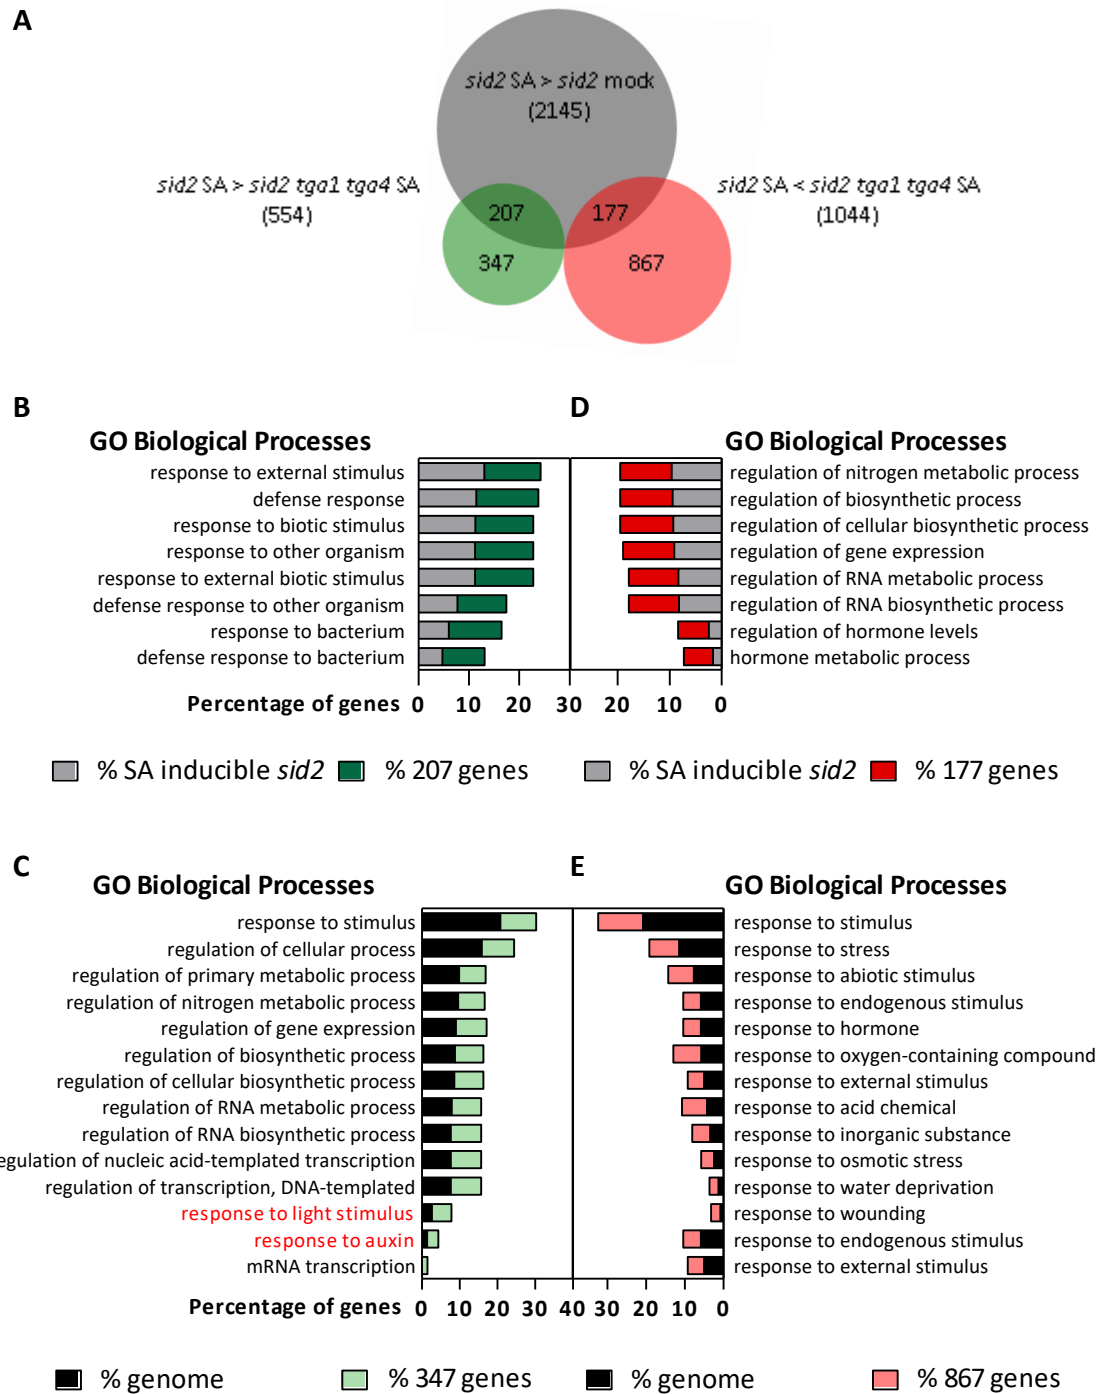 A
sid2 SA > sid2 mock
(2145)
sid2 SA > sid2 tga1 tga4 SA
(554)
sid2 SA < sid2 tga1 tga4 SA
(1044)
207
177
347
867
B
GO Biological Processes
response to external stimulus
defense response
response to biotic stimulus
response to other organism
response to external biotic stimulus
defense response to other organism
response to bacterium
defense response to bacterium
Percentage of genes 0 10 20 30
% SA inducible sid2 % 207 genes
D
GO Biological Processes
regulation of nitrogen metabolic process
regulation of biosynthetic process
regulation of cellular biosynthetic process
regulation of gene expression
regulation of RNA metabolic process
regulation of RNA biosynthetic process
regulation of hormone levels
hormone metabolic process
20 10 0
% SA inducible sid2 % 177 genes
C
GO Biological Processes
response to stimulus
regulation of cellular process
regulation of primary metabolic process
regulation of nitrogen metabolic process
regulation of gene expression
regulation of biosynthetic process
regulation of cellular biosynthetic process
regulation of RNA metabolic process
regulation of RNA biosynthetic process
egulation of nucleic acid-templated transcription
regulation of transcription, DNA-templated
response to light stimulus
response to auxin
mRNA transcription
Percentage of genes 0 10 20 30 40
% genome % 347 genes
E
GO Biological Processes
response to stimulus
response to stress
response to abiotic stimulus
response to endogenous stimulus
response to hormone
response to oxygen-containing compound
response to external stimulus
response to acid chemical
response to inorganic substance
response to osmotic stress
response to water deprivation
response to wounding
response to endogenous stimulus
response to external stimulus
30 20 10 0
% genome % 867 genes